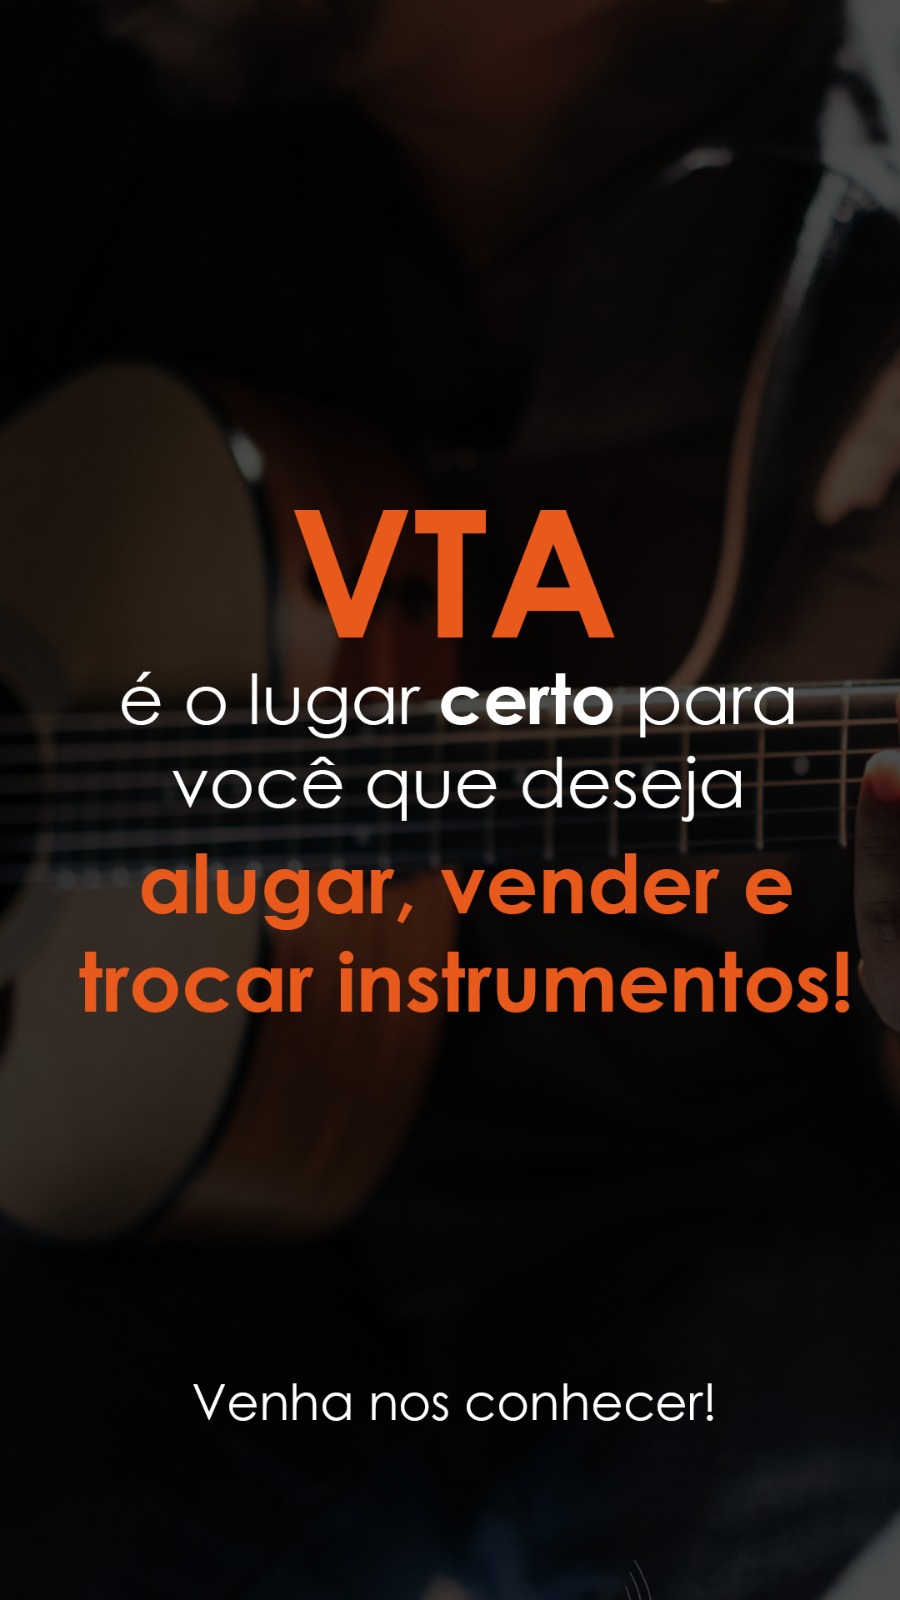 VTA
é o lugar certo para
você que deseja
alugar, vender e
trocar instrumentos!
Venha nos conhecer!